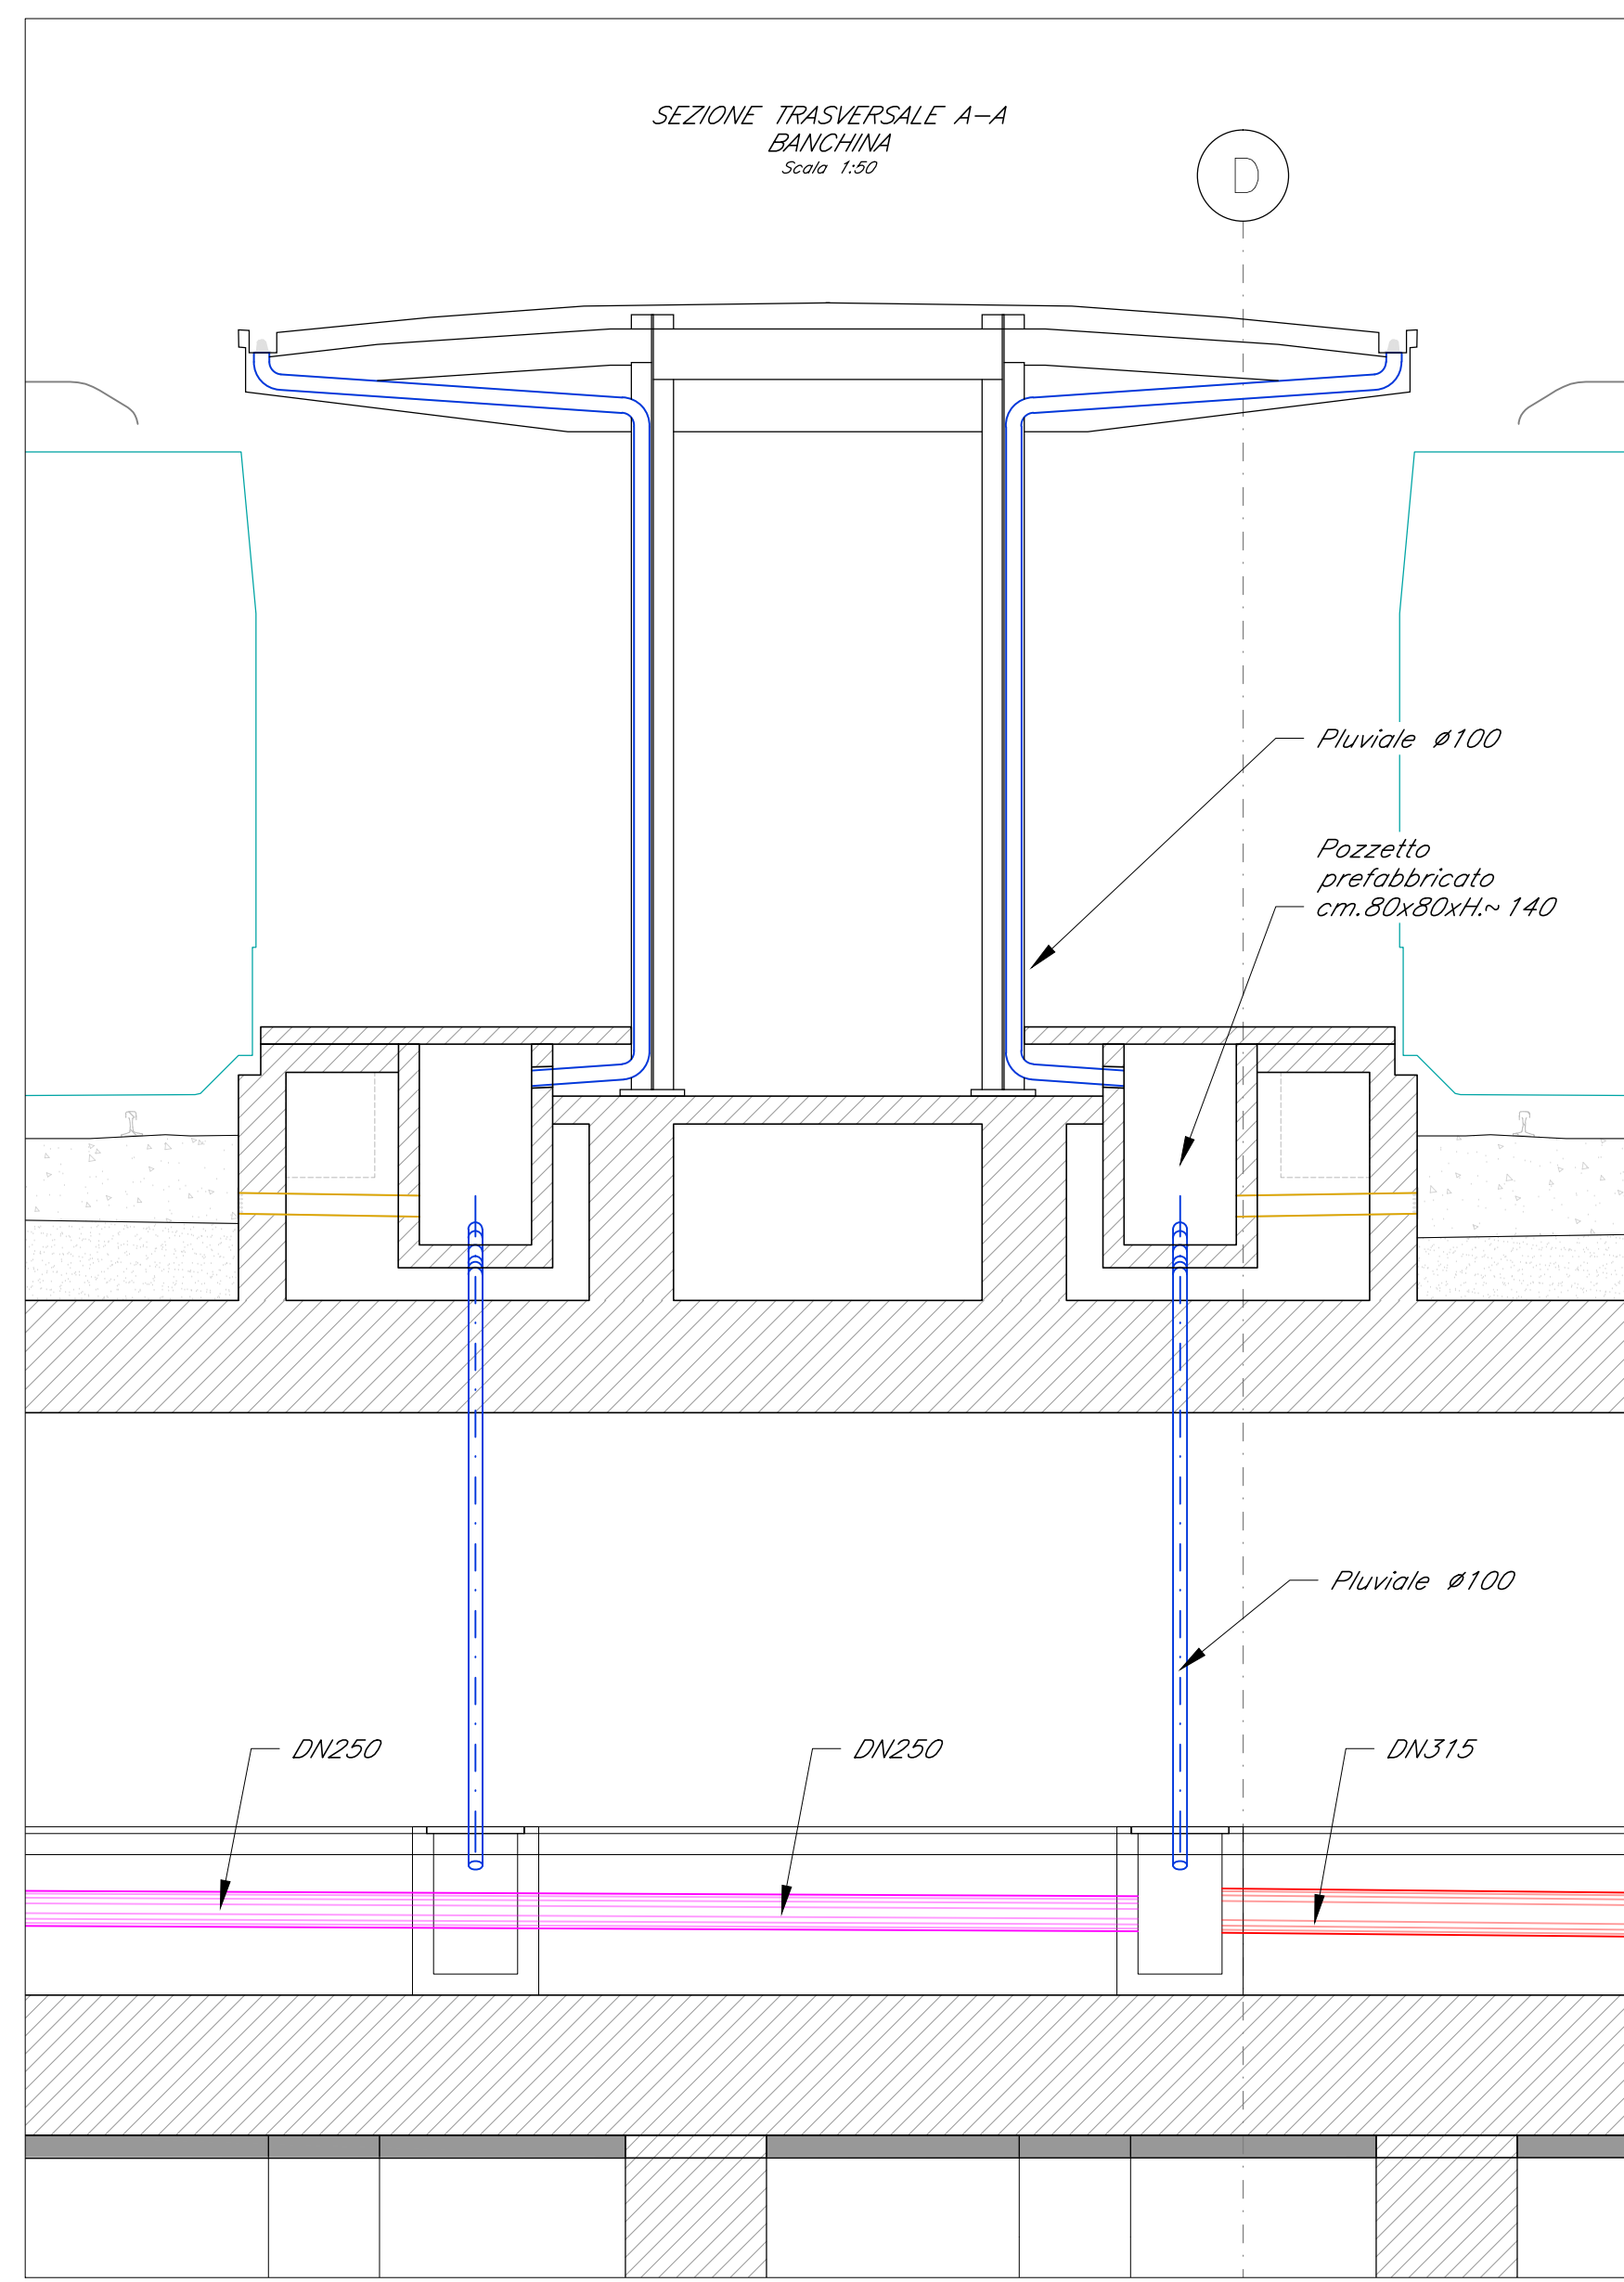 SEZIONE TRASVERSALE A-A
BANCHINA
Scala 1:50
D
Pluviale ø100
Pozzetto
prefabbricato
cm.80x80xH.~ 140
Pluviale ø100
DN250
DN250
DN315